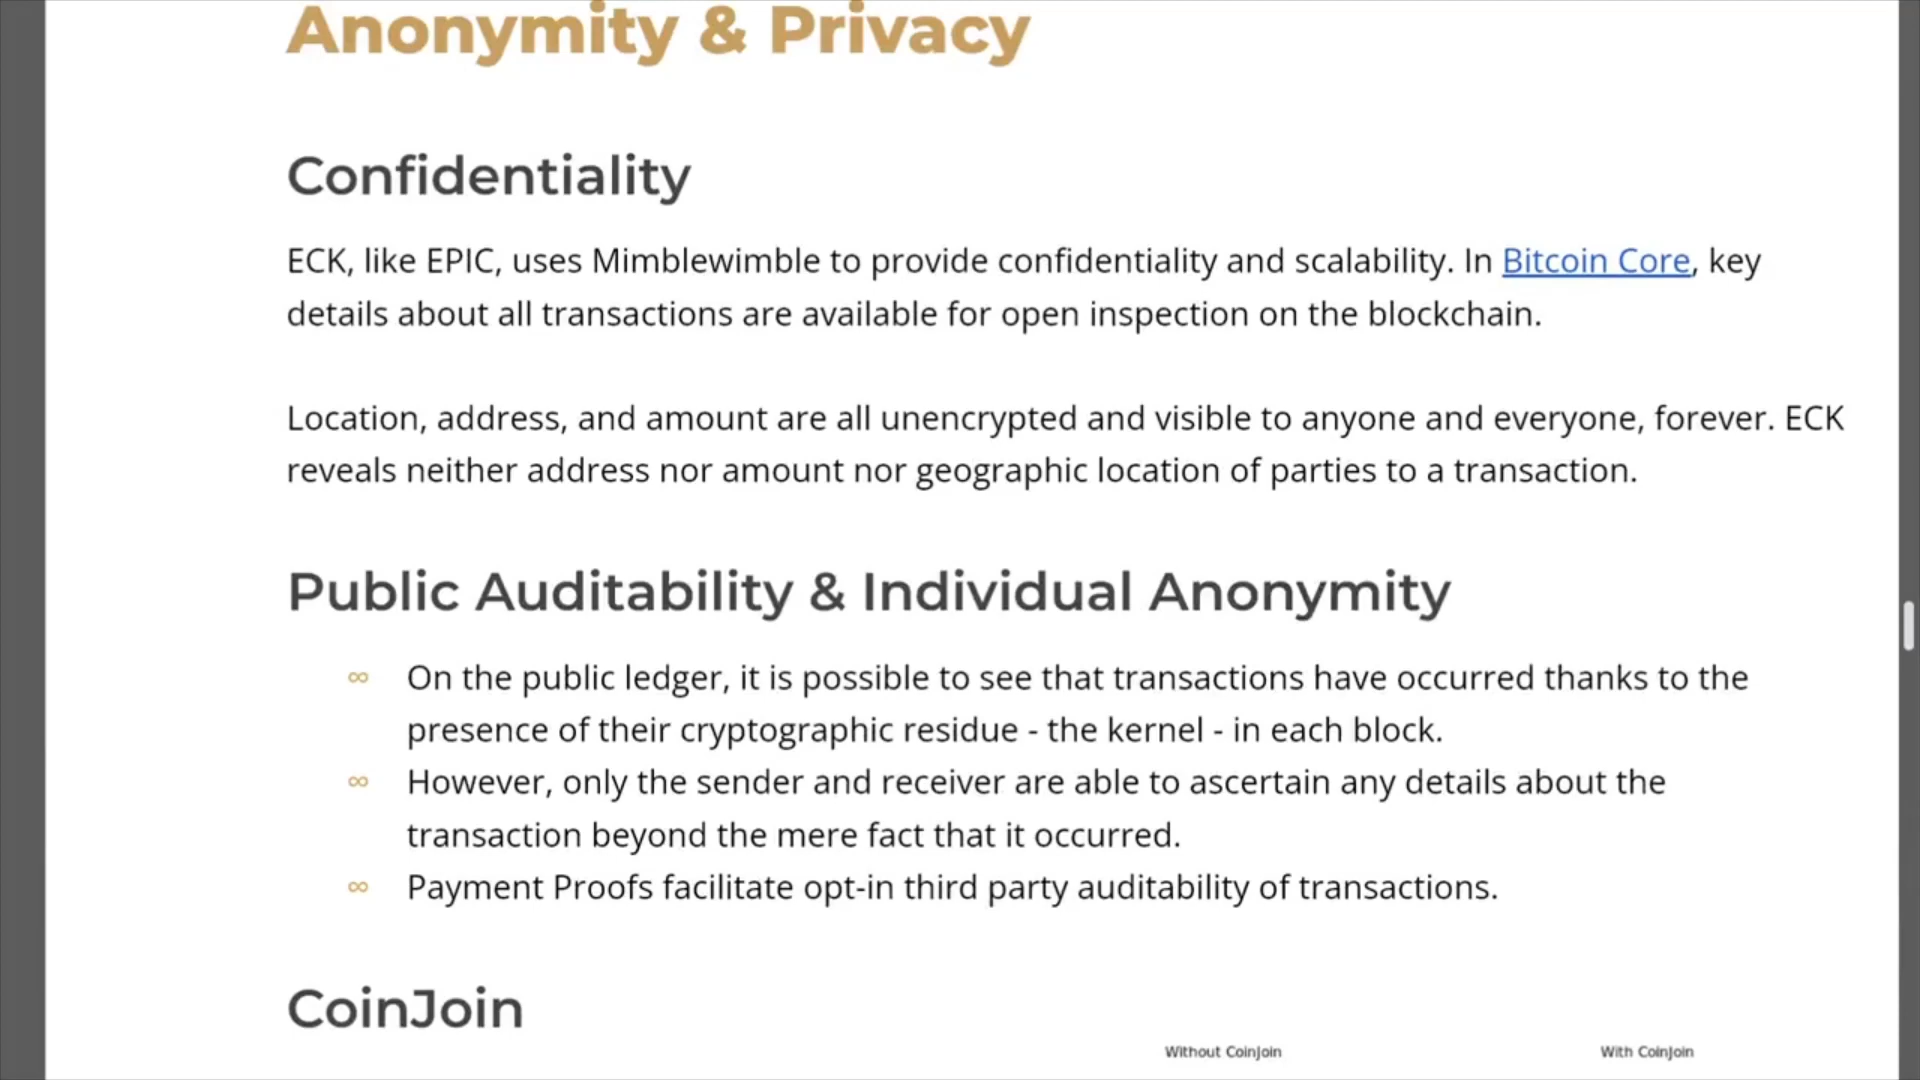 Anonymity & Privacy
Confidentiality
ECK, like EPIC, uses Mimblewimble to provide confidentiality and scalability. In Bitcoin Core, key
details about all transactions are available for open inspection on the blockchain.
Location, address, and amount are all unencrypted and visible to anyone and everyone, forever. ECK
reveals neither address nor amount nor geographic location of parties to a transaction.
Public Auditability & Individual Anonymity
∞ On the public ledger, it is possible to see that transactions have occurred thanks to the
presence of their cryptographic residue - the kernel - in each block.
∞ However, only the sender and receiver are able to ascertain any details about the
transaction beyond the mere fact that it occurred.
∞ Payment Proofs facilitate opt-in third party auditability of transactions.
CoinJoin
Without CoinJoin With CoinJoin